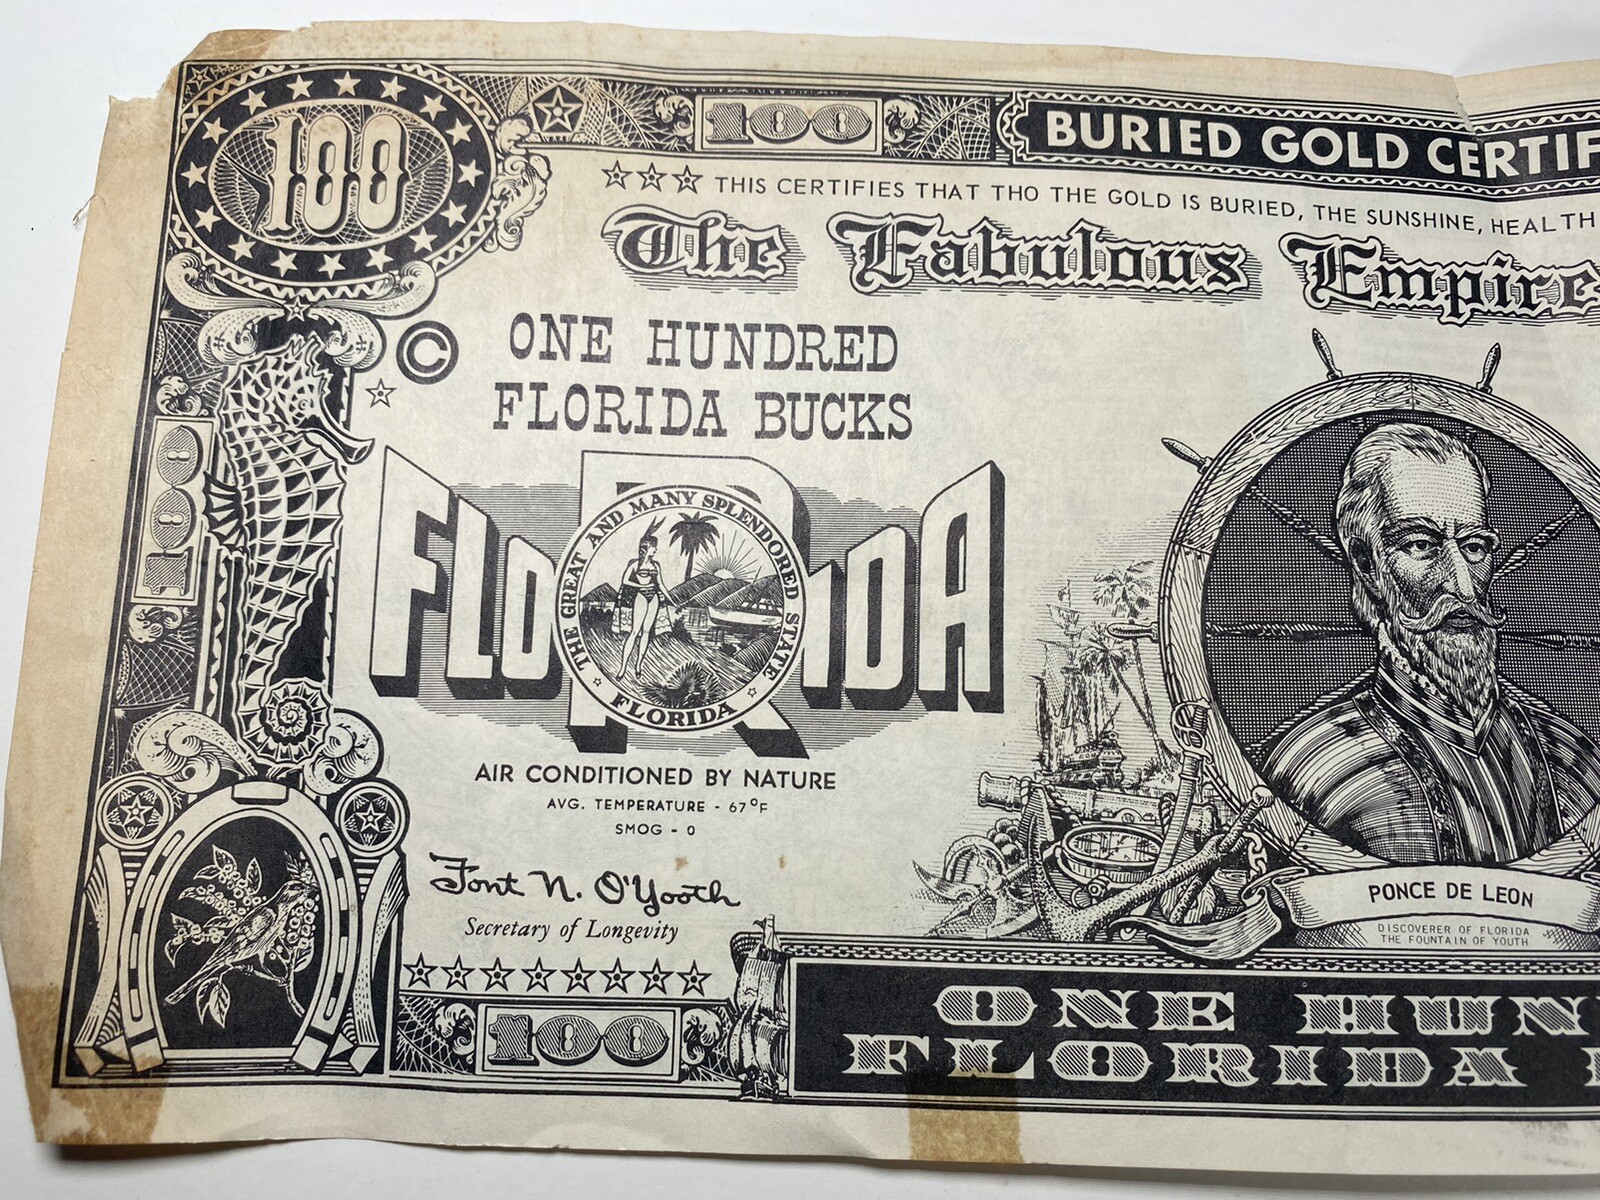 100
100
BURIED GOLD CERTIF
THIS CERTIFIES THAT THO THE GOLD IS BURIED, THE SUNSHINE, HEALTH
The Fabulous Empire
© ONE HUNDRED
FLORIDA BUCKS
100
FLORIDA
THE GREAT AND MANY SPLENDORED STATE
FLORIDA
AIR CONDITIONED BY NATURE
AVG. TEMPERATURE - 67°F
SMOG - 0
Font N. O'Yooth
Secretary of Longevity
PONCE DE LEON
DISCOVERER OF FLORIDA
THE FOUNTAIN OF YOUTH
100
ONE HUN
FLORIDA